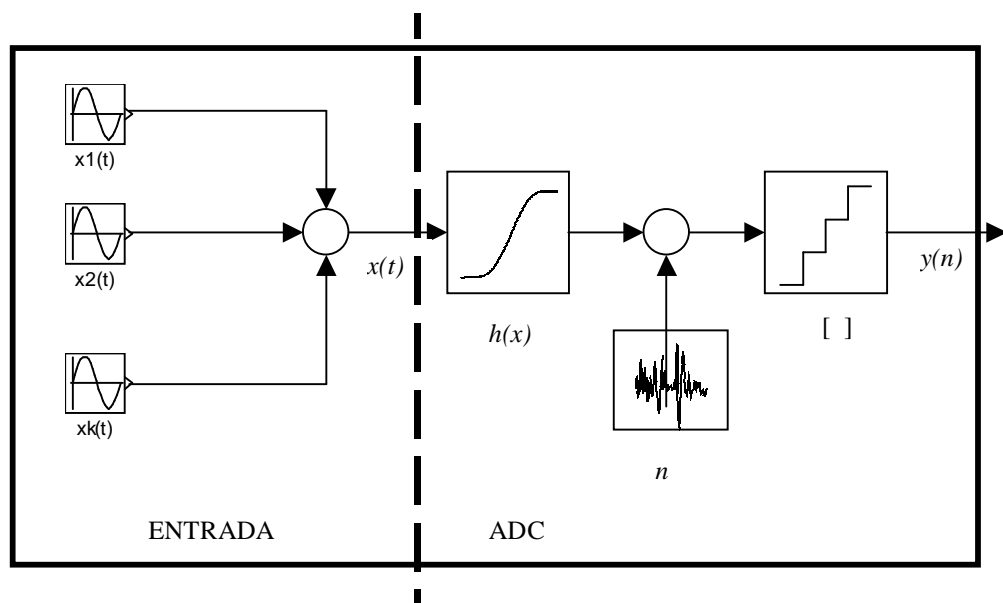 x1(t)
x2(t)
xk(t)
x(t)
h(x)
n
[ ]
y(n)
ENTRADA
ADC